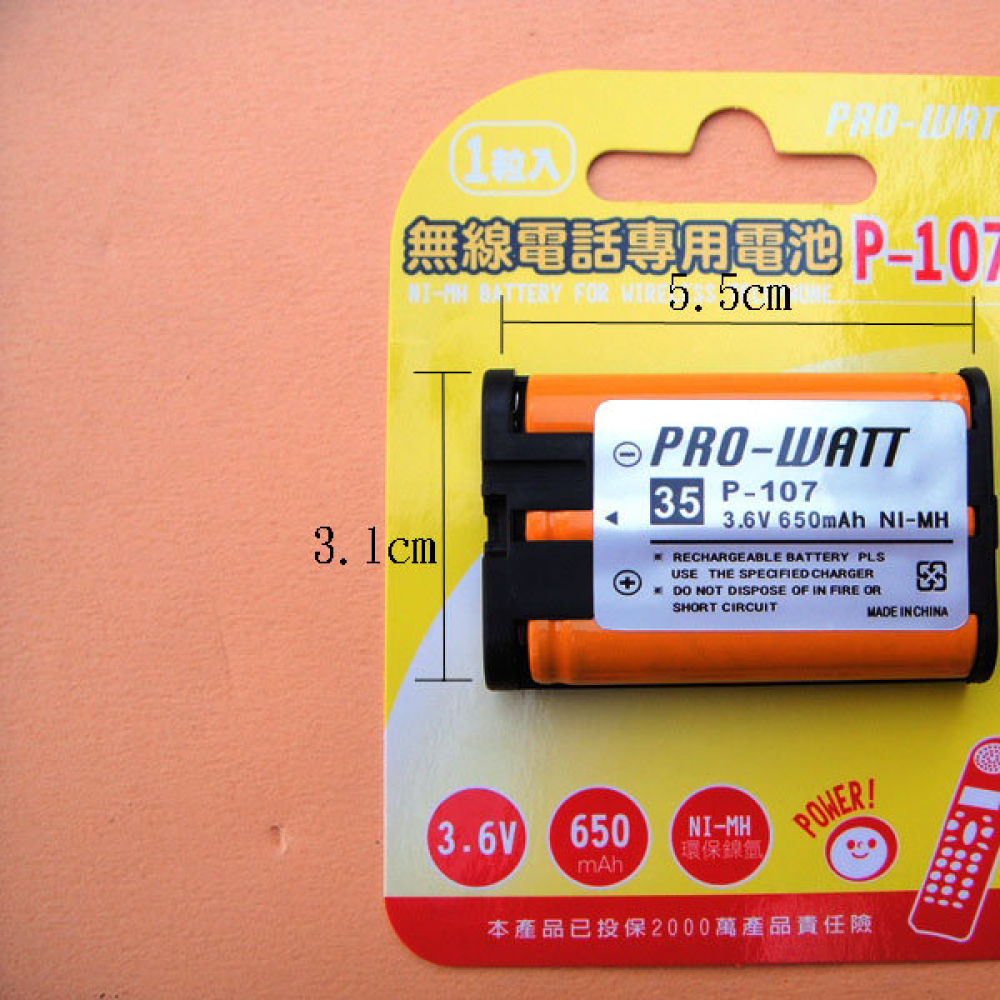 PRO-WATT
1粒入
無線電話專用電池 P-107
NI-MH BATTERY FOR WIRELESS PHONE
5.5cm
3.1cm
PRO-WATT
35 P-107
3.6V 650mAh NI-MH
RECHARGEABLE BATTERY PLS
USE THE SPECIFIED CHARGER
DO NOT DISPOSE OF IN FIRE OR
SHORT CIRCUIT
MADE IN CHINA
POWER!
3.6V
650
mAh
NI-MH
環保鎳氫
本產品已投保2000萬產品責任險